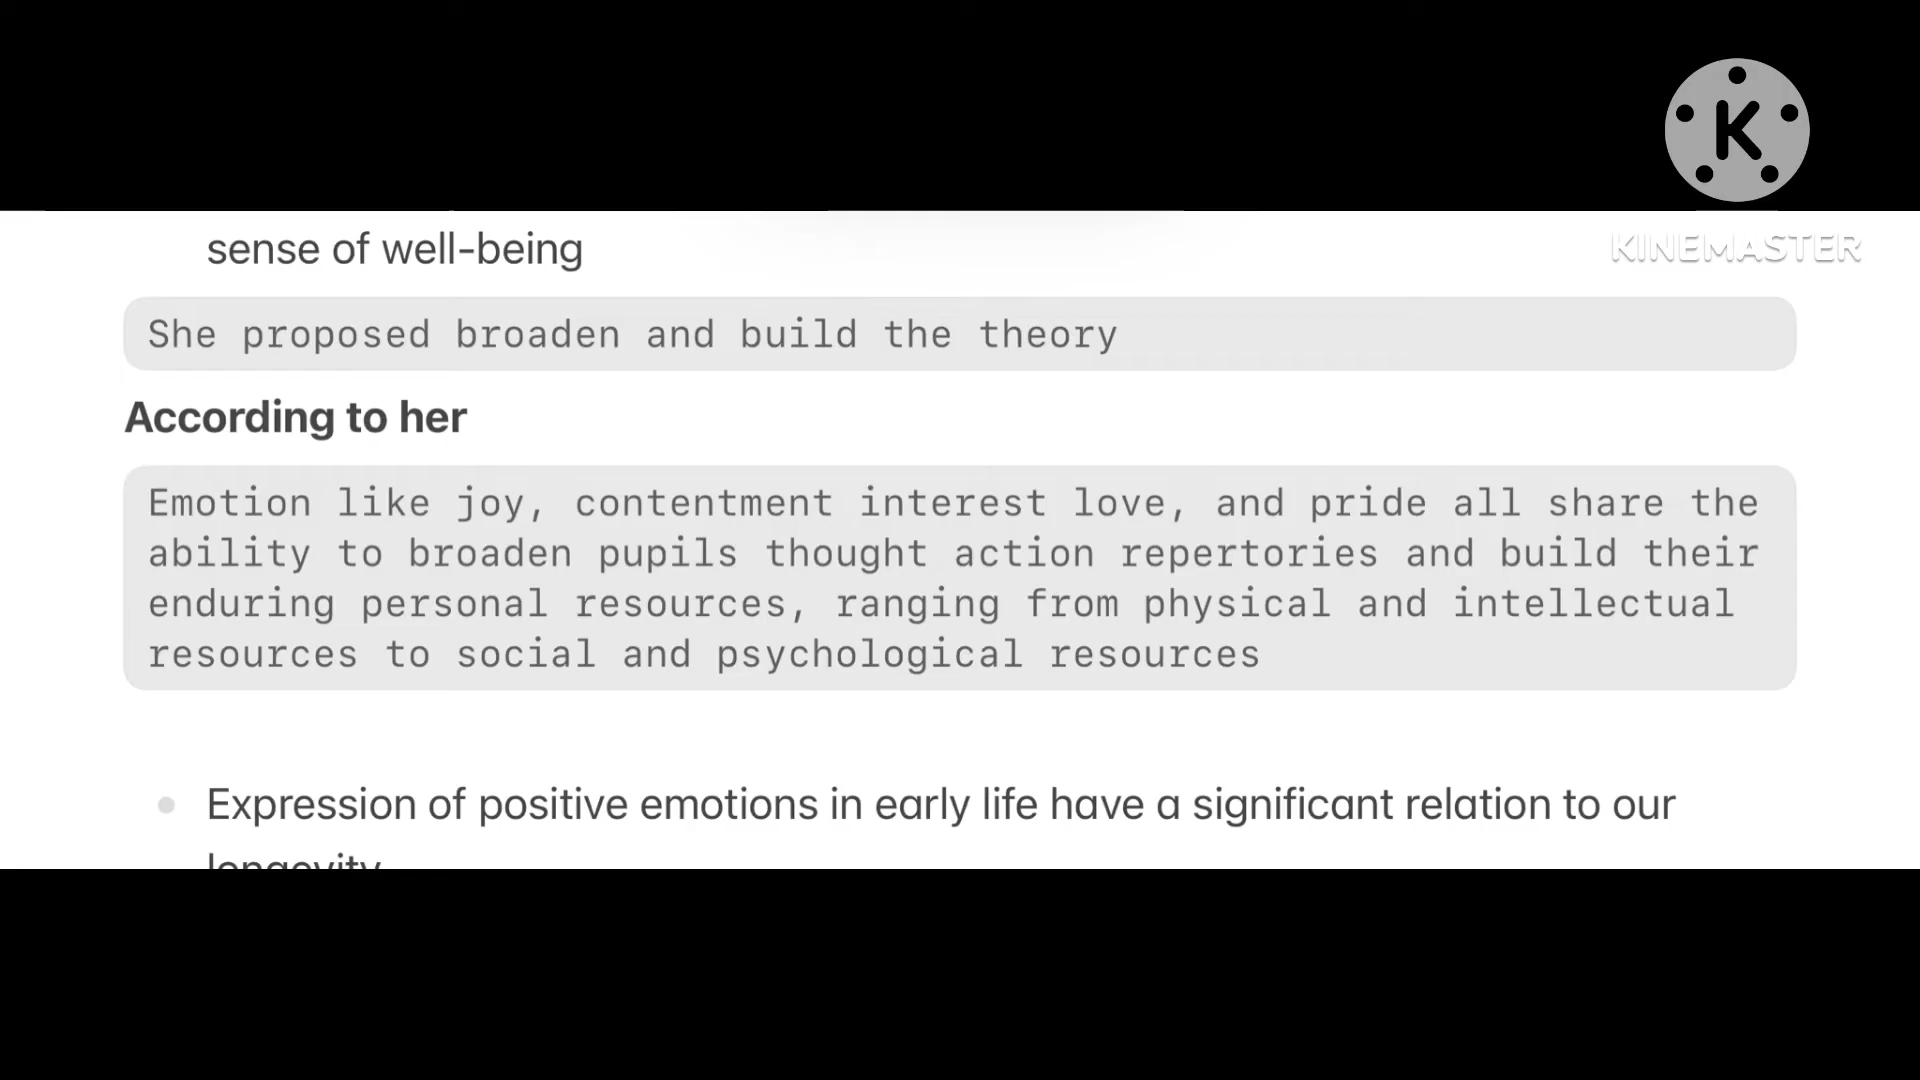 K
KINEMASTER
sense of well-being
She proposed broaden and build the theory
According to her
Emotion like joy, contentment interest love, and pride all share the
ability to broaden pupils thought action repertories and build their
enduring personal resources, ranging from physical and intellectual
resources to social and psychological resources
Expression of positive emotions in early life have a significant relation to our
longevity